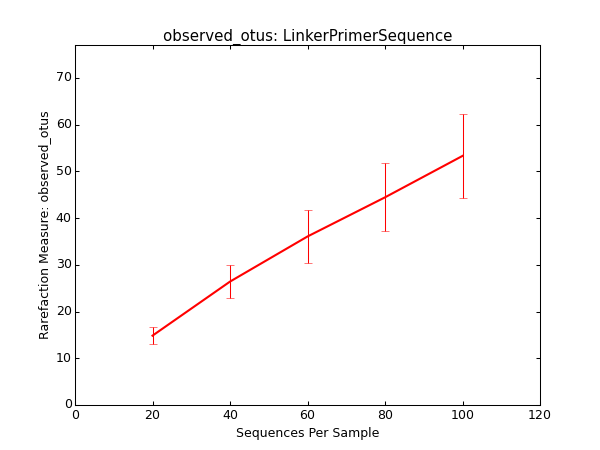 observed_otus: LinkerPrimerSequence
Rarefaction Measure: observed_otus
70
60
50
40
30
20
10
0
0 20 40 60 80 100 120
Sequences Per Sample